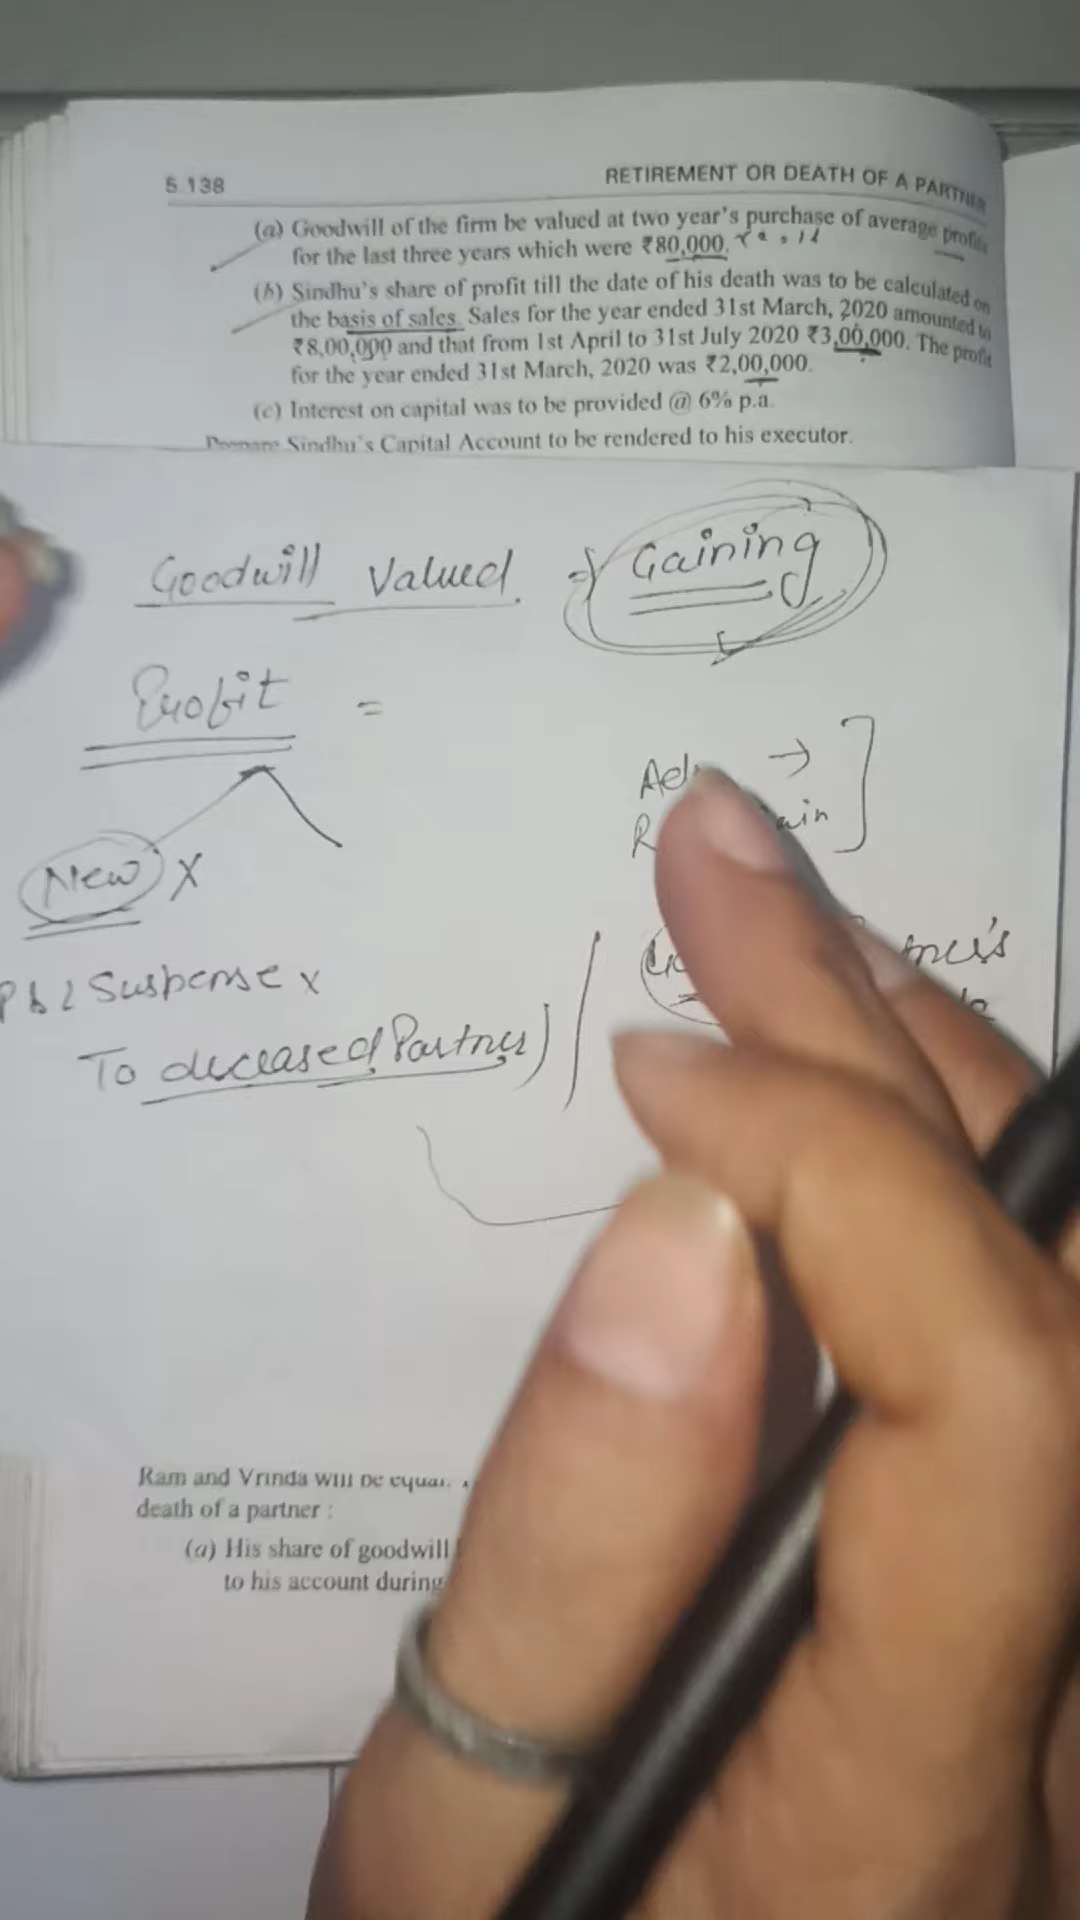 5.138 RETIREMENT OR DEATH OF A PARTNER
(a) Goodwill of the firm be valued at two year's purchase of average profits
for the last three years which were ₹80,000.
(b) Sindhu's share of profit till the date of his death was to be calculated on
the basis of sales. Sales for the year ended 31st March, 2020 amounted to
₹8,00,000 and that from 1st April to 31st July 2020 ₹3,00,000. The profit
for the year ended 31st March, 2020 was ₹2,00,000.
(c) Interest on capital was to be provided @ 6% p.a.
Prepare Sindhu's Capital Account to be rendered to his executor.
Goodwill Valued ⇒ Gaining
Profit =
New X
P & L Suspense x
To deceased Partner)
Ram and Vrinda will be equal.
death of a partner :
(a) His share of goodwill
to his account during